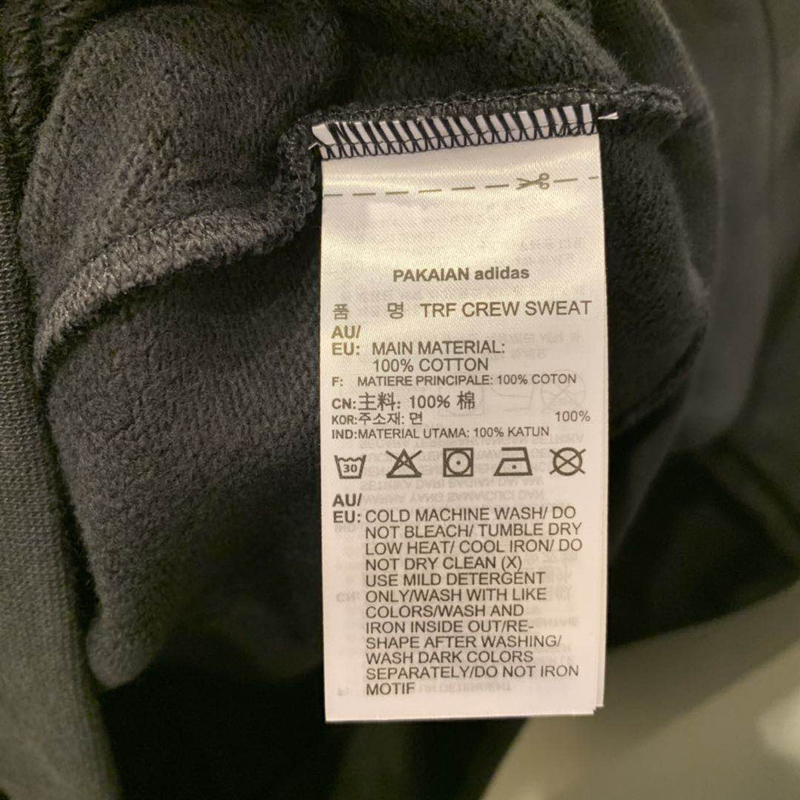 PAKAIAN adidas
품 명 TRF CREW SWEAT
AU/
EU: MAIN MATERIAL:
100% COTTON
F: MATIERE PRINCIPALE: 100% COTON
CN:主料: 100% 棉
KOR:주소재: 면 100%
IND:MATERIAL UTAMA: 100% KATUN
30
AU/
EU: COLD MACHINE WASH/ DO
NOT BLEACH/ TUMBLE DRY
LOW HEAT/ COOL IRON/ DO
NOT DRY CLEAN (X)
USE MILD DETERGENT
ONLY/WASH WITH LIKE
COLORS/WASH AND
IRON INSIDE OUT/RE-
SHAPE AFTER WASHING/
WASH DARK COLORS
SEPARATELY/DO NOT IRON
MOTIF